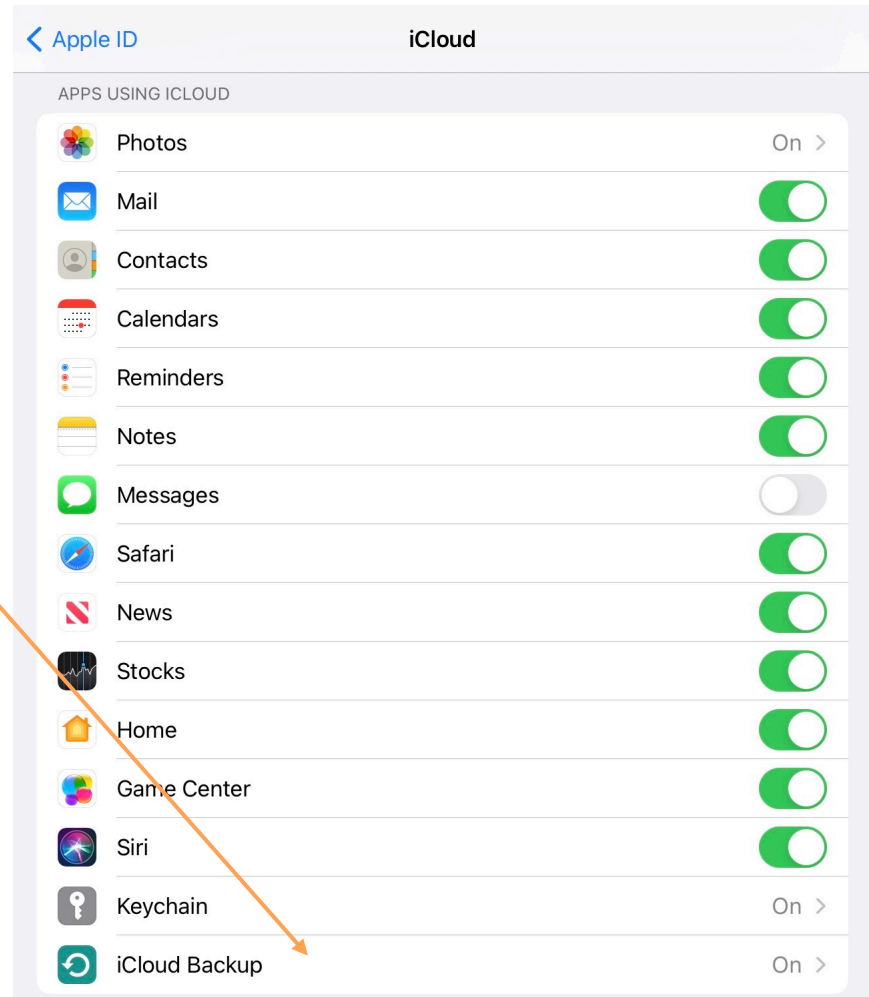 Apple ID
iCloud
APPS USING ICLOUD
Photos On
Mail
Contacts
Calendars
Reminders
Notes
Messages
Safari
News
Stocks
Home
Game Center
Siri
Keychain On
iCloud Backup On